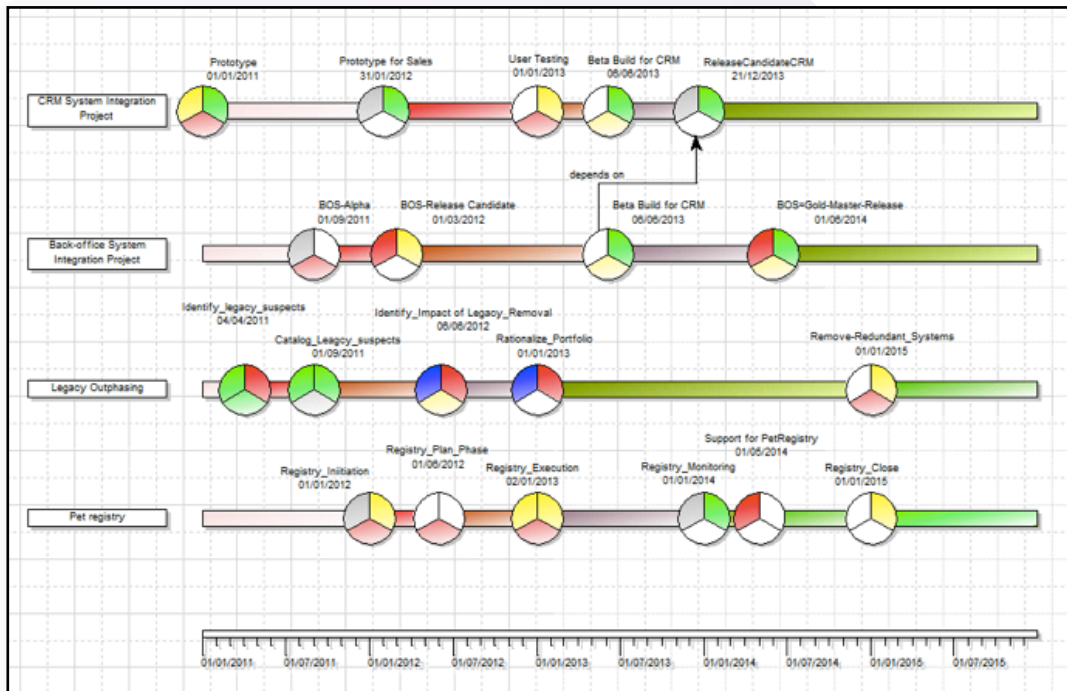 Prototype
01/01/2011
Prototype for Sales
31/01/2012
User Testing
01/01/2013
Beta Build for CRM
06/06/2013
ReleaseCandidateCRM
21/12/2013
CRM System Integration
Project
depends on
BOS-Alpha
01/09/2011
BOS-Release Candidate
01/03/2012
Beta Build for CRM
06/06/2013
BOS=Gold-Master-Release
01/06/2014
Back-office System
Integration Project
Identify_legacy_suspects
04/04/2011
Catalog_Leagcy_suspects
01/09/2011
Identify_Impact of Legacy_Removal
06/06/2012
Rationalize_Portfolio
01/01/2013
Remove-Redundant_Systems
01/01/2015
Legacy Outphasing
Registry_Iniitiation
01/01/2012
Registry_Plan_Phase
01/06/2012
Registry_Execution
02/01/2013
Registry_Monitoring
01/01/2014
Support for PetRegistry
01/05/2014
Registry_Close
01/01/2015
Pet registry
01/01/2011 01/07/2011 01/01/2012 01/07/2012 01/01/2013 01/07/2013 01/01/2014 01/07/2014 01/01/2015 01/07/2015